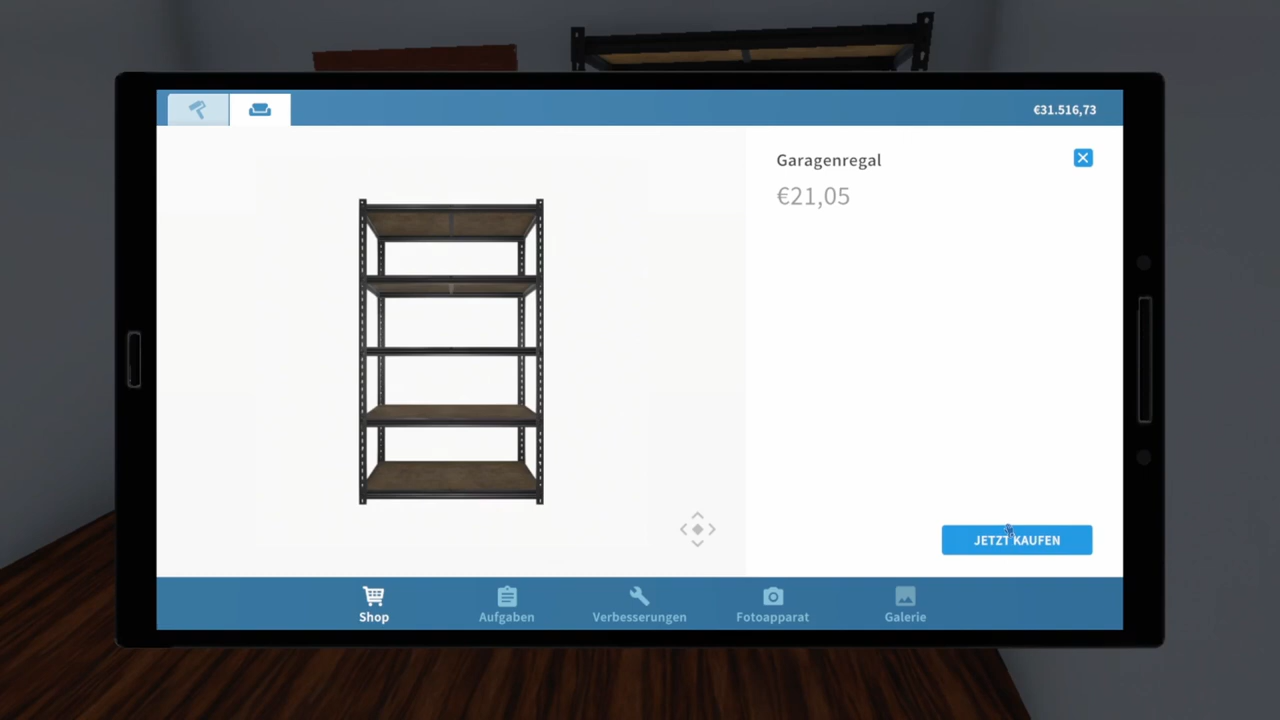 €31.516,73
Garagenregal
€21,05
JETZT KAUFEN
Shop
Aufgaben
Verbesserungen
Fotoapparat
Galerie